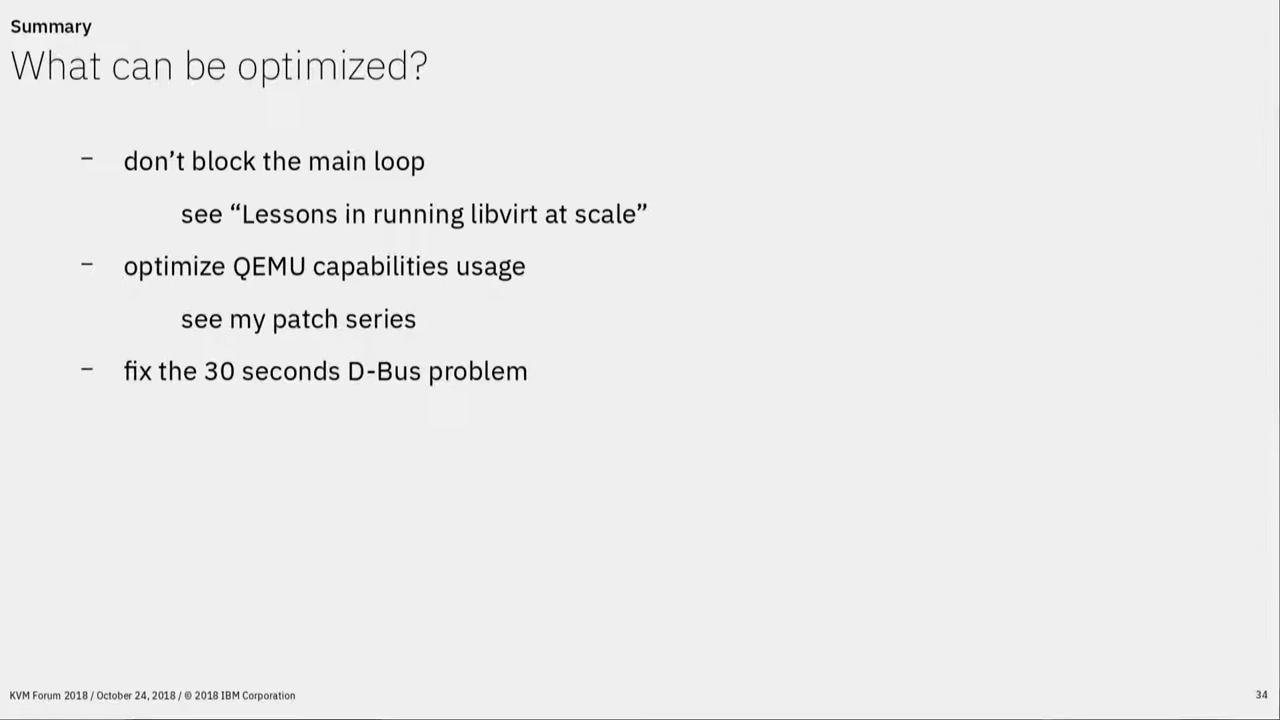 Summary
What can be optimized?
– don’t block the main loop
see “Lessons in running libvirt at scale”
– optimize QEMU capabilities usage
see my patch series
– fix the 30 seconds D-Bus problem
KVM Forum 2018 / October 24, 2018 / © 2018 IBM Corporation
34